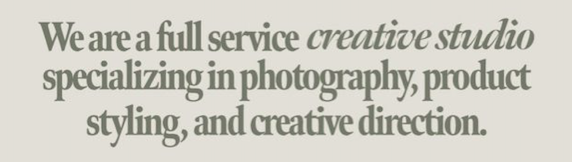 We are a full service creative studio
specializing in photography, product
styling, and creative direction.